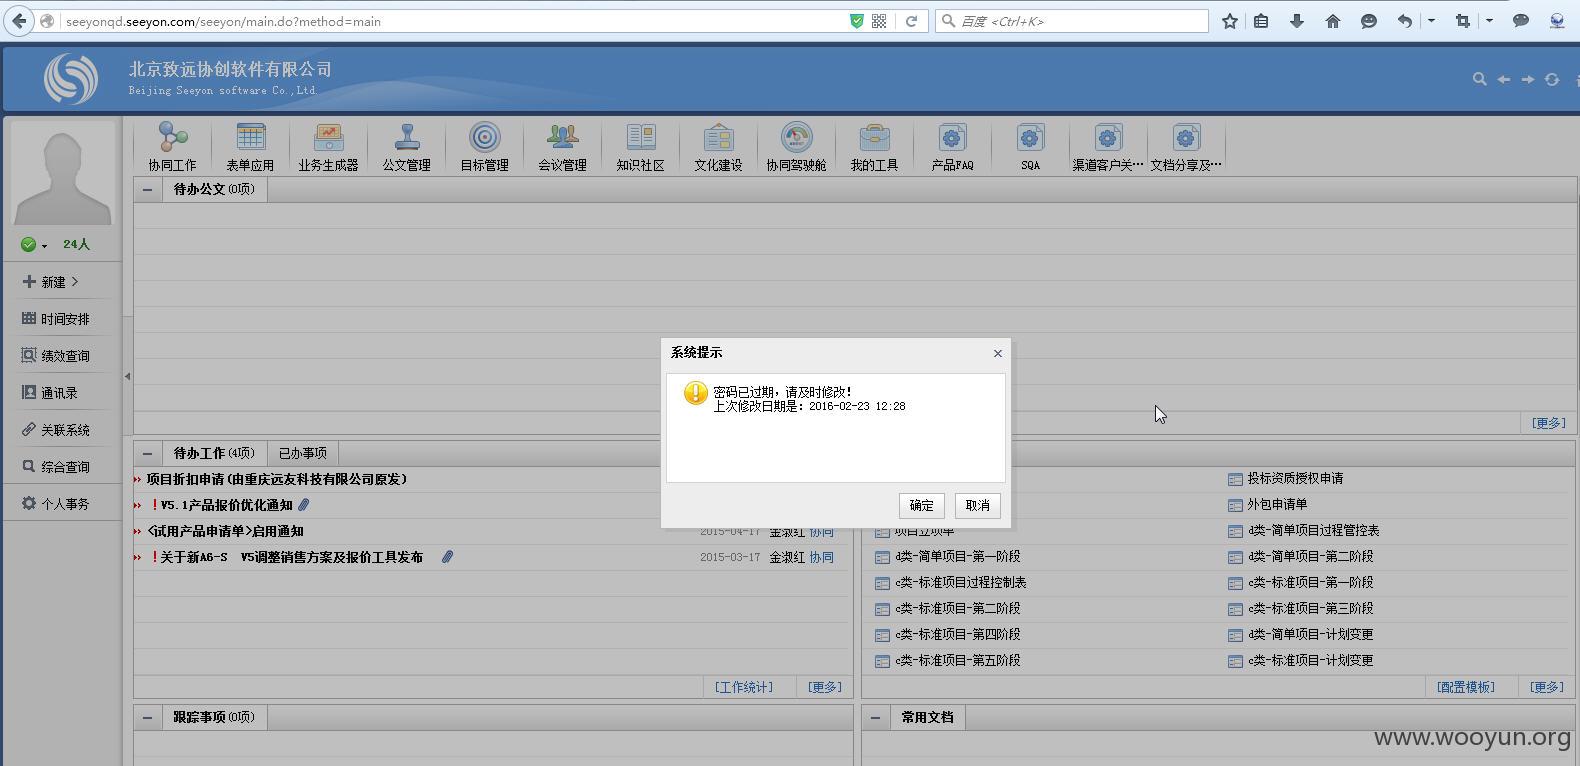 seeyonqd.seeyon.com/seeyon/main.do?method=main
百度 <Ctrl+K>
北京致远协创软件有限公司
Beijing Seeyon software Co.,Ltd.
协同工作 表单应用 业务生成器 公文管理 目标管理 会议管理 知识社区 文化建设 协同驾驶舱 我的工具 产品FAQ SQA 渠道客户关… 文档分享及…
待办公文(0项)
24人
新建
时间安排
绩效查询
通讯录
关联系统
综合查询
个人事务
系统提示
密码已过期，请及时修改！
上次修改日期是：2016-02-23 12:28
确定 取消
[更多]
待办工作(4项) 已办事项
项目折扣申请(由重庆远友科技有限公司原发)
！V5.1产品报价优化通知
<试用产品申请单>启用通知 2015-04-17 金淑红 协同
！关于新A6-S V5调整销售方案及报价工具发布 2015-03-17 金淑红 协同
[工作统计] [更多]
投标资质授权申请
外包申请单
项目立项单 d类-简单项目过程管控表
d类-简单项目-第一阶段 d类-简单项目-第二阶段
c类-标准项目过程控制表 c类-标准项目-第一阶段
c类-标准项目-第二阶段 c类-标准项目-第三阶段
c类-标准项目-第四阶段 d类-简单项目-计划变更
c类-标准项目-第五阶段 c类-标准项目-计划变更
[配置模板] [更多]
跟踪事项(0项)
常用文档
www.wooyun.org